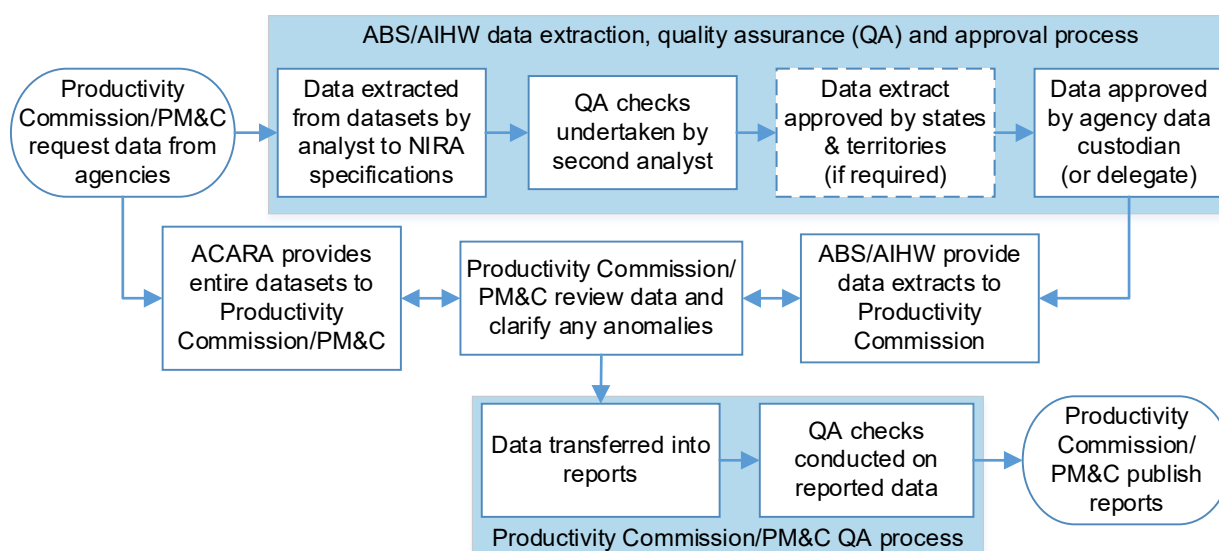 ABS/AIHW data extraction, quality assurance (QA) and approval process
Productivity
Commission/PM&C
request data from
agencies
Data extracted
from datasets by
analyst to NIRA
specifications
QA checks
undertaken by
second analyst
Data extract
approved by states
& territories
(if required)
Data approved
by agency data
custodian
(or delegate)
ACARA provides
entire datasets to
Productivity
Commission/PM&C
Productivity Commission/
PM&C review data and
clarify any anomalies
ABS/AIHW provide
data extracts to
Productivity
Commission
Data transferred into
reports
QA checks
conducted on
reported data
Productivity
Commission/
PM&C publish
reports
Productivity Commission/PM&C QA process